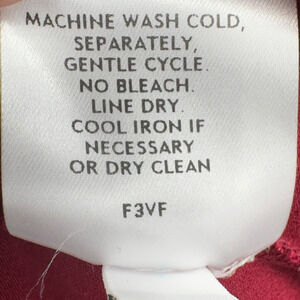 MACHINE WASH COLD,
SEPARATELY,
GENTLE CYCLE.
NO BLEACH.
LINE DRY.
COOL IRON IF
NECESSARY
OR DRY CLEAN
F3VF